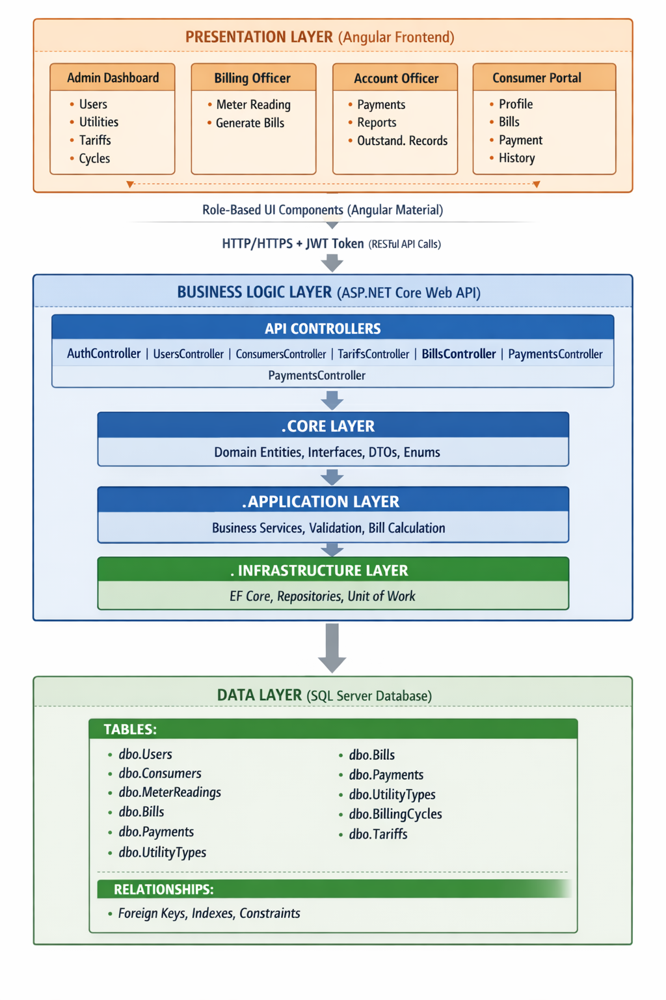 PRESENTATION LAYER (Angular Frontend)
Admin Dashboard
• Users
• Utilities
• Tariffs
• Cycles
Billing Officer
• Meter Reading
• Generate Bills
Account Officer
• Payments
• Reports
• Outstand. Records
Consumer Portal
• Profile
• Bills
• Payment
• History
Role-Based UI Components (Angular Material)
HTTP/HTTPS + JWT Token (RESTful API Calls)
BUSINESS LOGIC LAYER (ASP.NET Core Web API)
API CONTROLLERS
AuthController | UsersController | ConsumersController | TarifsController | BillsController | PaymentsController
PaymentsController
.CORE LAYER
Domain Entities, Interfaces, DTOs, Enums
.APPLICATION LAYER
Business Services, Validation, Bill Calculation
. INFRASTRUCTURE LAYER
EF Core, Repositories, Unit of Work
DATA LAYER (SQL Server Database)
TABLES:
• dbo.Users
• dbo.Consumers
• dbo.MeterReadings
• dbo.Bills
• dbo.Payments
• dbo.UtilityTypes
• dbo.Bills
• dbo.Payments
• dbo.UtilityTypes
• dbo.BillingCycles
• dbo.Tariffs
RELATIONSHIPS:
• Foreign Keys, Indexes, Constraints